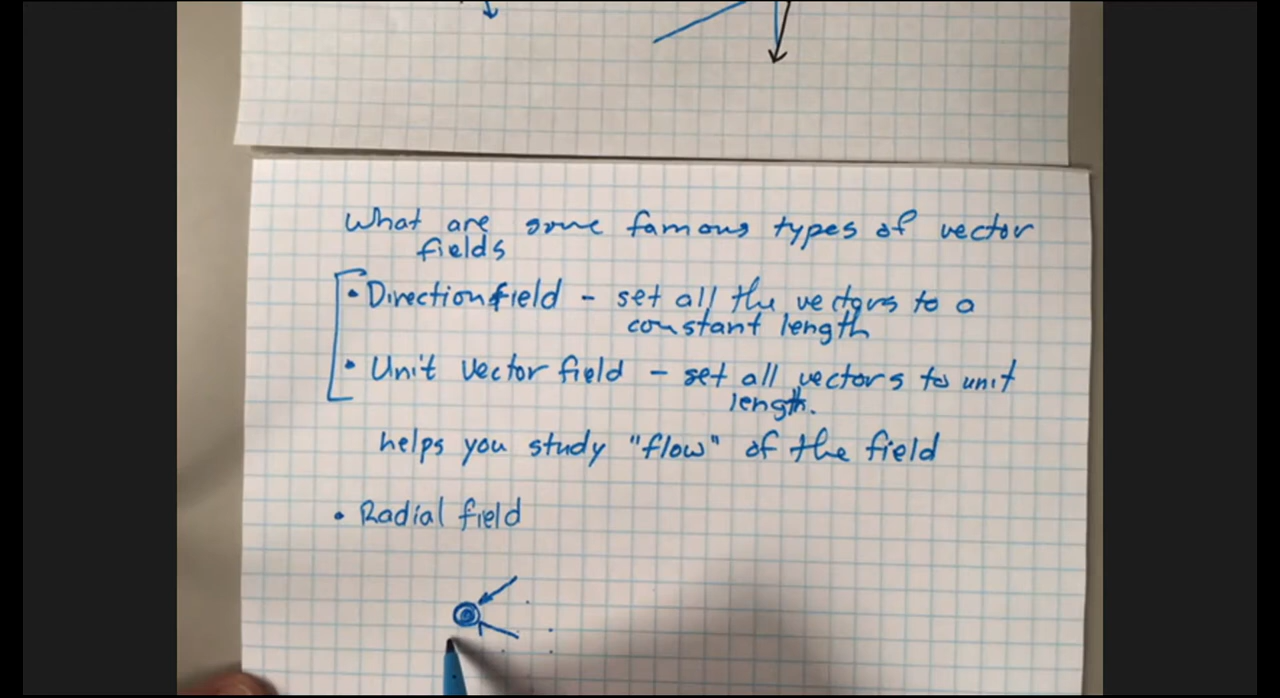 What are some famous types of vector
fields
• Direction field - set all the vectors to a
constant length
• Unit vector field - set all vectors to unit
length.
helps you study "flow" of the field
• Radial field